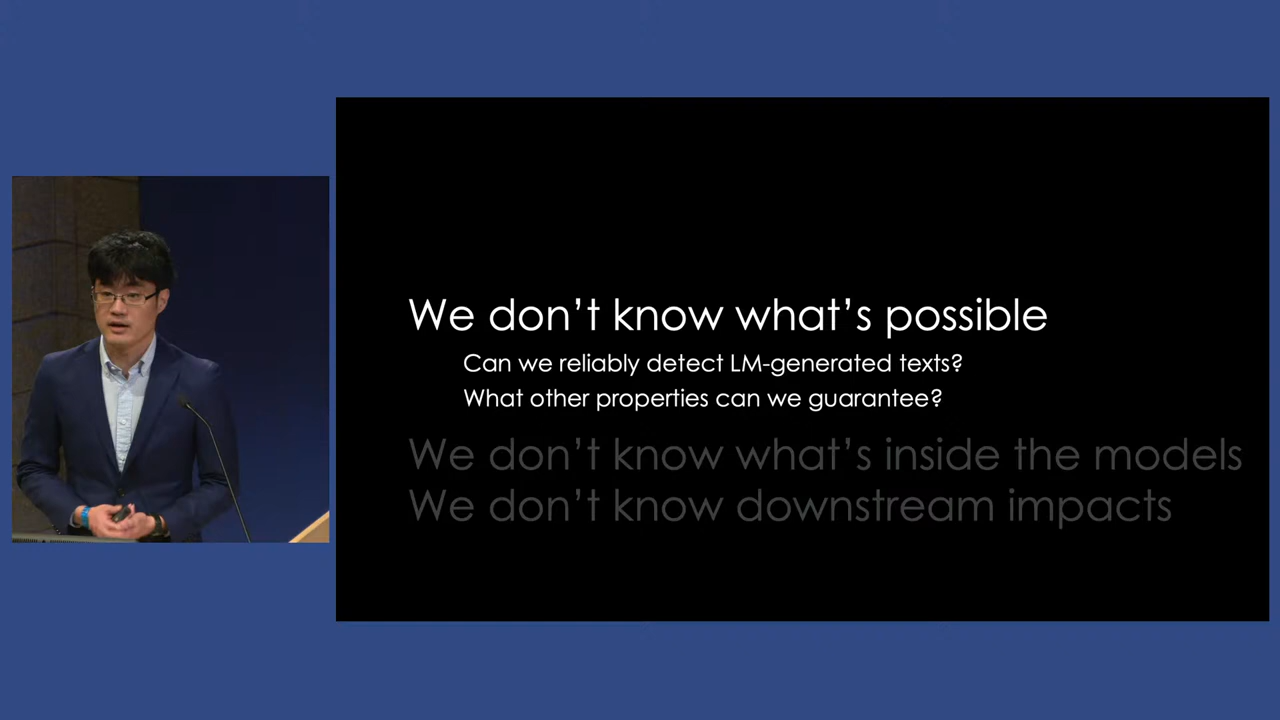 We don't know what's possible
Can we reliably detect LM-generated texts?
What other properties can we guarantee?
We don't know what's inside the models
We don't know downstream impacts